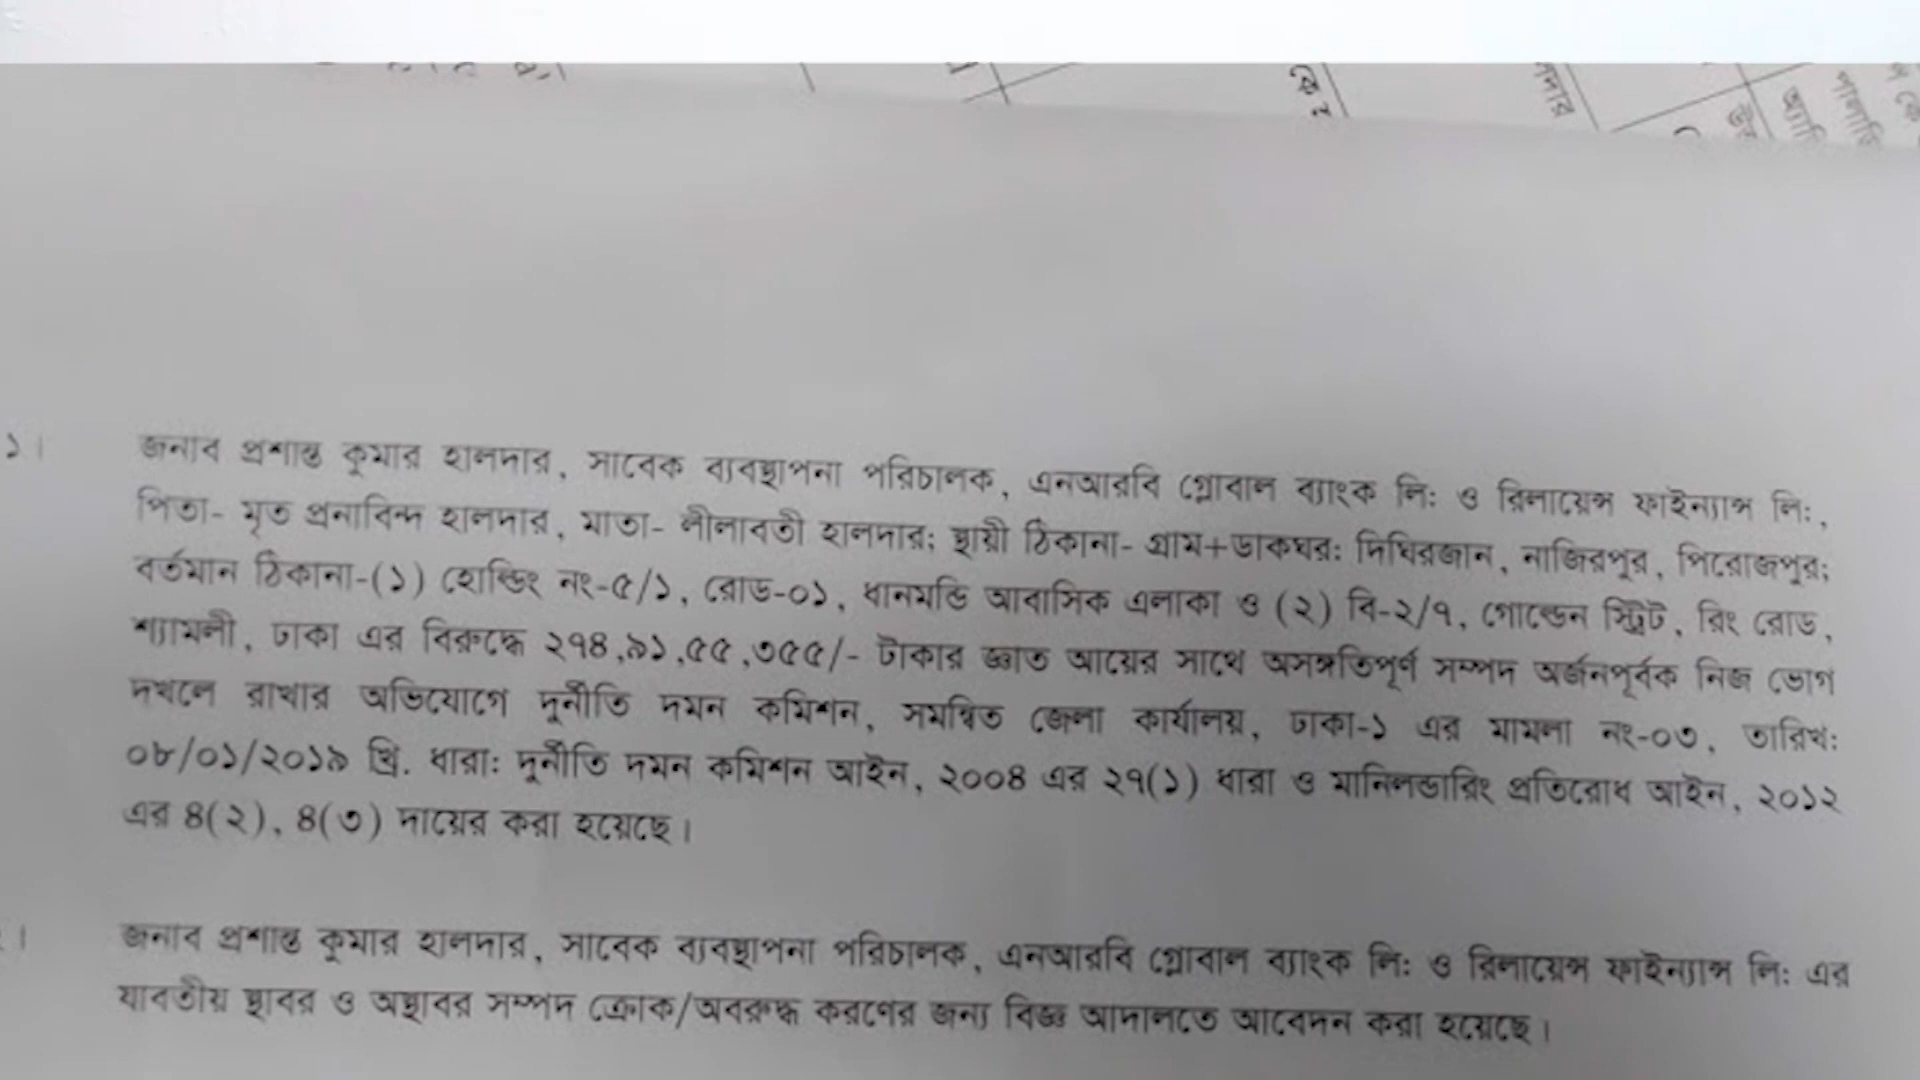 ১। জনাব প্রশান্ত কুমার হালদার, সাবেক ব্যবস্থাপনা পরিচালক, এনআরবি গ্লোবাল ব্যাংক লি: ও রিলায়েন্স ফাইন্যান্স লি:,
পিতা- মৃত প্রনাবিন্দ হালদার, মাতা- লীলাবতী হালদার; স্থায়ী ঠিকানা- গ্রাম+ডাকঘর: দিঘিরজান, নাজিরপুর, পিরোজপুর;
বর্তমান ঠিকানা-(১) হোল্ডিং নং-৫/১, রোড-০১, ধানমন্ডি আবাসিক এলাকা ও (২) বি-২/৭, গোল্ডেন স্ট্রিট, রিং রোড,
শ্যামলী, ঢাকা এর বিরুদ্ধে ২৭৪,৯১,৫৫,৩৫৫/- টাকার জ্ঞাত আয়ের সাথে অসঙ্গতিপূর্ণ সম্পদ অর্জনপূর্বক নিজ ভোগ
দখলে রাখার অভিযোগে দুর্নীতি দমন কমিশন, সমন্বিত জেলা কার্যালয়, ঢাকা-১ এর মামলা নং-০৩, তারিখ:
০৮/০১/২০১৯ খ্রি. ধারা: দুর্নীতি দমন কমিশন আইন, ২০০৪ এর ২৭(১) ধারা ও মানিলন্ডারিং প্রতিরোধ আইন, ২০১২
এর ৪(২), ৪(৩) দায়ের করা হয়েছে।
জনাব প্রশান্ত কুমার হালদার, সাবেক ব্যবস্থাপনা পরিচালক, এনআরবি গ্লোবাল ব্যাংক লি: ও রিলায়েন্স ফাইন্যান্স লি: এর
যাবতীয় স্থাবর ও অস্থাবর সম্পদ ক্রোক/অবরুদ্ধ করণের জন্য বিজ্ঞ আদালতে আবেদন করা হয়েছে।